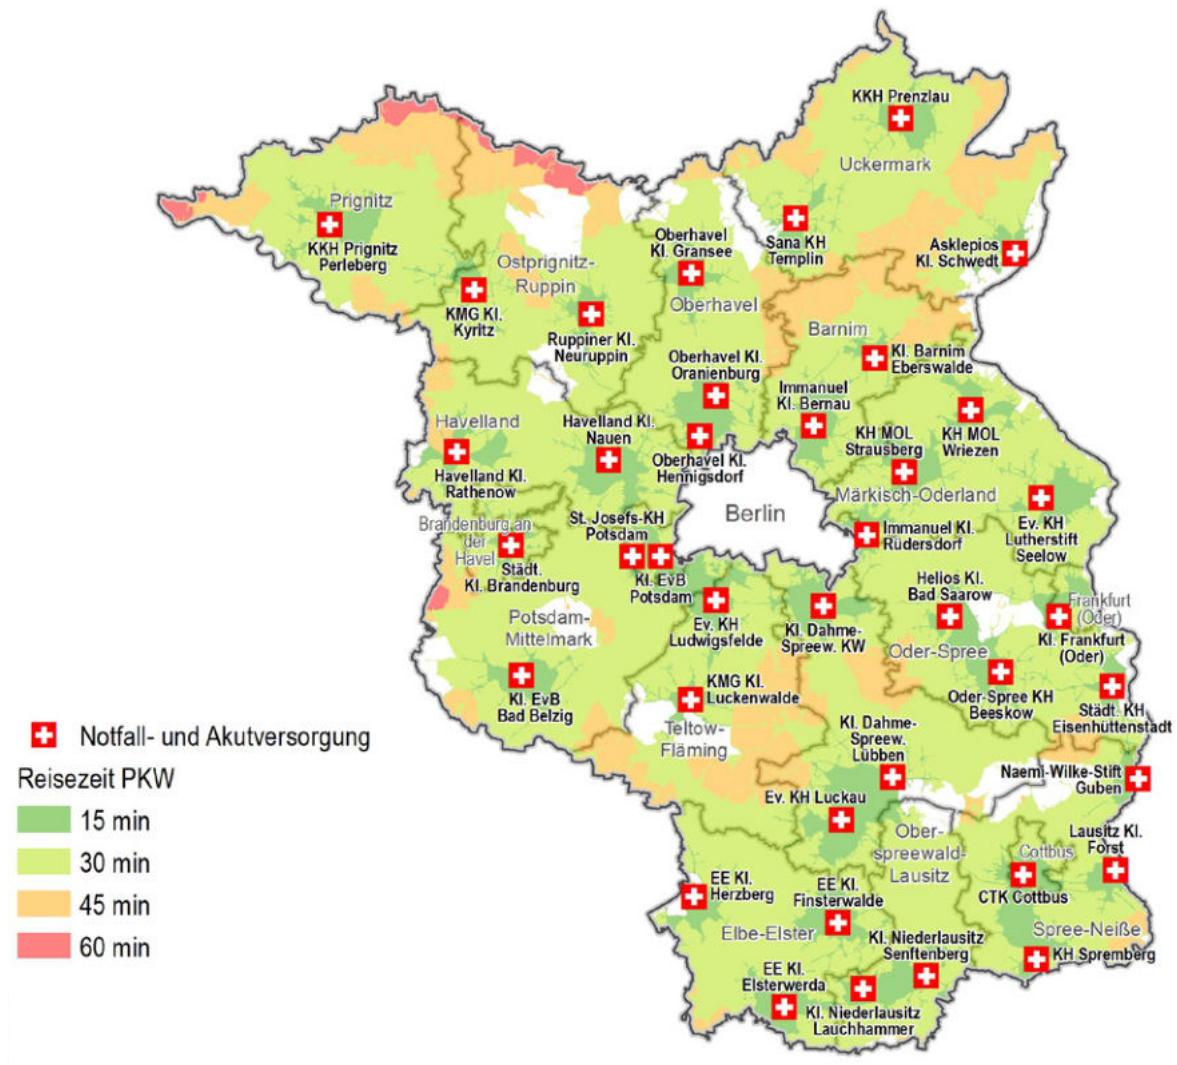 KKH Prenzlau
Uckermark
Prignitz
KKH Prignitz
Perleberg
Sana KH
Templin
Asklepios
Kl. Schwedt
Oberhavel
Kl. Gransee
Oberhavel
Ostprignitz-
Ruppin
KMG Kl.
Kyritz
Ruppiner Kl.
Neuruppin
Barnim
Kl. Barnim
Eberswalde
Oberhavel Kl.
Oranienburg
Immanuel
Kl. Bernau
Havelland
Havelland Kl.
Nauen
KH MOL
Strausberg
KH MOL
Wriezen
Oberhavel Kl.
Hennigsdorf
Havelland Kl.
Rathenow
Märkisch-Oderland
Berlin
Brandenburg an
der
Havel
Städt.
Kl. Brandenburg
St. Josefs-KH
Potsdam
Kl. EvB
Potsdam
Immanuel Kl.
Rüdersdorf
Ev. KH
Lutherstift
Seelow
Helios Kl.
Bad Saarow
Frankfurt
(Oder)
Kl. Frankfurt
(Oder)
Potsdam-
Mittelmark
Ev. KH
Ludwigsfelde
Kl. Dahme-
Spreew. KW
Oder-Spree
Oder-Spree KH
Beeskow
Städt. KH
Eisenhüttenstadt
Kl. EvB
Bad Belzig
KMG Kl.
Luckenwalde
Teltow-
Fläming
Kl. Dahme-
Spreew.
Lübben
Naemi-Wilke-Stift
Guben
Ev. KH Luckau
Ober-
spreewald-
Lausitz
Lausitz Kl.
Forst
Cottbus
CTK Cottbus
EE Kl.
Herzberg
EE Kl.
Finsterwalde
Elbe-Elster
Kl. Niederlausitz
Senftenberg
Spree-Neiße
KH Spremberg
EE Kl.
Elsterwerda
Kl. Niederlausitz
Lauchhammer
Notfall- und Akutversorgung
Reisezeit PKW
15 min
30 min
45 min
60 min